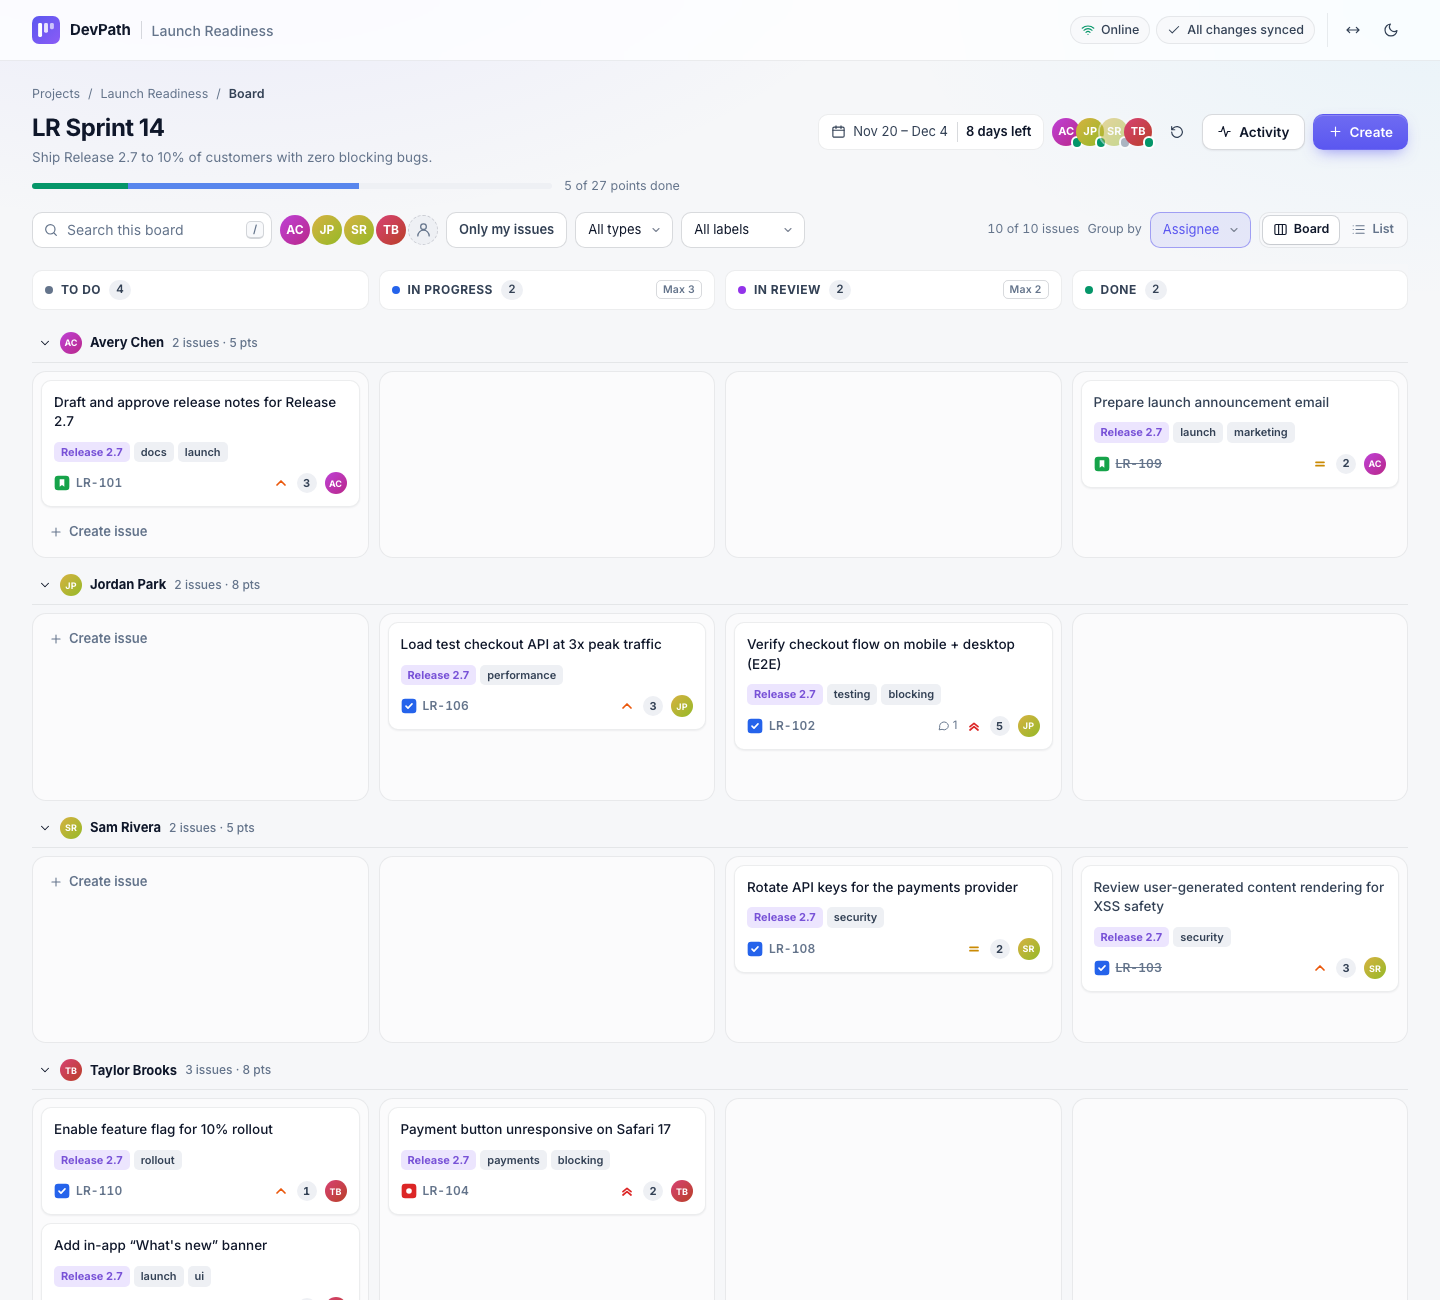 DevPath
Launch Readiness
Online
All changes synced
Projects / Launch Readiness / Board
LR Sprint 14
Ship Release 2.7 to 10% of customers with zero blocking bugs.
Nov 20 – Dec 4
8 days left
AC JP SR TB
Activity
Create
5 of 27 points done
Search this board /
AC JP SR TB
Only my issues
All types
All labels
10 of 10 issues
Group by
Assignee
Board
List
TO DO 4
IN PROGRESS 2 Max 3
IN REVIEW 2 Max 2
DONE 2
AC Avery Chen 2 issues · 5 pts
Draft and approve release notes for Release
2.7
Release 2.7 docs launch
LR-101 3 AC
Create issue
Prepare launch announcement email
Release 2.7 launch marketing
LR-109 2 AC
JP Jordan Park 2 issues · 8 pts
Create issue
Load test checkout API at 3x peak traffic
Release 2.7 performance
LR-106 3 JP
Verify checkout flow on mobile + desktop
(E2E)
Release 2.7 testing blocking
LR-102 1 5 JP
SR Sam Rivera 2 issues · 5 pts
Create issue
Rotate API keys for the payments provider
Release 2.7 security
LR-108 2 SR
Review user-generated content rendering for
XSS safety
Release 2.7 security
LR-103 3 SR
TB Taylor Brooks 3 issues · 8 pts
Enable feature flag for 10% rollout
Release 2.7 rollout
LR-110 1 TB
Add in-app “What's new” banner
Release 2.7 launch ui
Payment button unresponsive on Safari 17
Release 2.7 payments blocking
LR-104 2 TB